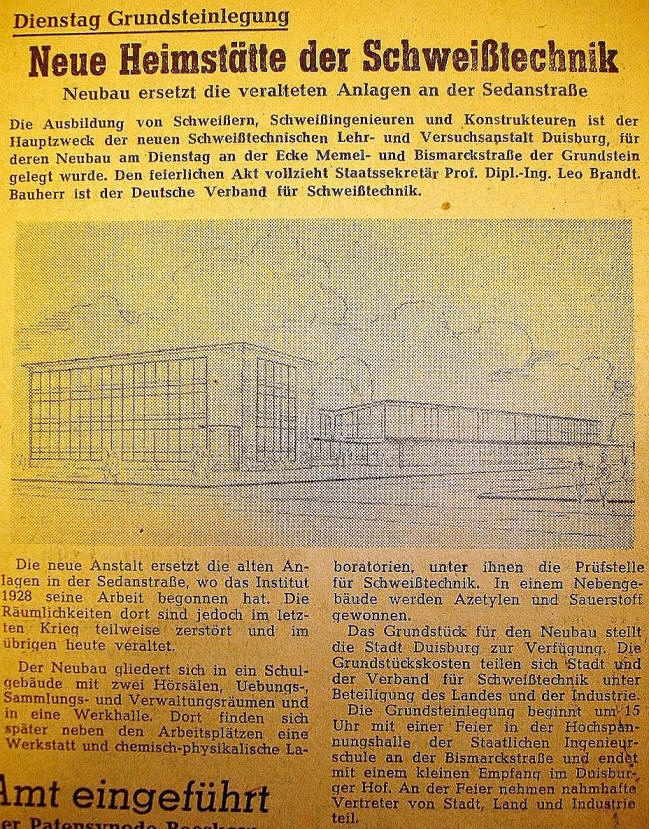 Dienstag Grundsteinlegung
Neue Heimstätte der Schweißtechnik
Neubau ersetzt die veralteten Anlagen an der Sedanstraße
Die Ausbildung von Schweißern, Schweißingenieuren und Konstrukteuren ist der
Hauptzweck der neuen Schweißtechnischen Lehr- und Versuchsanstalt Duisburg, für
deren Neubau am Dienstag an der Ecke Memel- und Bismarckstraße der Grundstein
gelegt wurde. Den feierlichen Akt vollzieht Staatssekretär Prof. Dipl.-Ing. Leo Brandt.
Bauherr ist der Deutsche Verband für Schweißtechnik.
Die neue Anstalt ersetzt die alten An-
lagen in der Sedanstraße, wo das Institut
1928 seine Arbeit begonnen hat. Die
Räumlichkeiten dort sind jedoch im letz-
ten Krieg teilweise zerstört und im
übrigen heute veraltet.
Der Neubau gliedert sich in ein Schul-
gebäude mit zwei Hörsälen, Uebungs-,
Sammlungs- und Verwaltungsräumen und
in eine Werkhalle. Dort finden sich
später neben den Arbeitsplätzen eine
Werkstatt und chemisch-physikalische La-
boratorien, unter ihnen die Prüfstelle
für Schweißtechnik. In einem Nebenge-
bäude werden Azetylen und Sauerstoff
gewonnen.
Das Grundstück für den Neubau stellt
die Stadt Duisburg zur Verfügung. Die
Grundstückskosten teilen sich Stadt und
der Verband für Schweißtechnik unter
Beteiligung des Landes und der Industrie.
Die Grundsteinlegung beginnt um 15
Uhr mit einer Feier in der Hochspan-
nungshalle der Staatlichen Ingenieur-
schule an der Bismarckstraße und endet
mit einem kleinen Empfang im Duisbur-
ger Hof. An der Feier nehmen nahmhafte
Vertreter von Stadt, Land und Industrie
teil.
Amt eingeführt